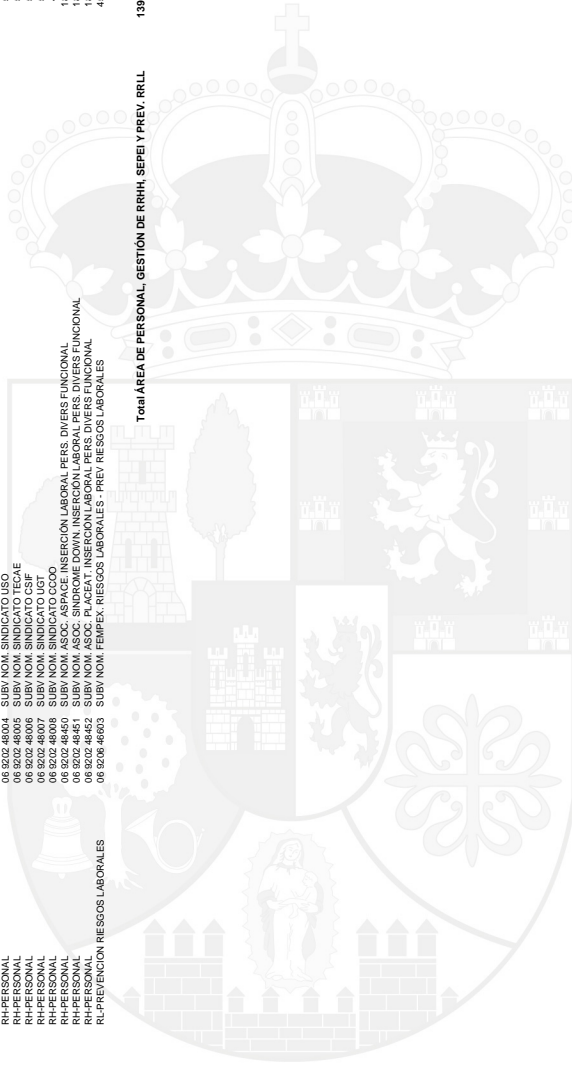 RH-PERSONAL 06 9202 48004 SUBV NOM. SINDICATO USO
RH-PERSONAL 06 9202 48005 SUBV NOM. SINDICATO TECAE
RH-PERSONAL 06 9202 48006 SUBV NOM. SINDICATO CSIF
RH-PERSONAL 06 9202 48007 SUBV NOM. SINDICATO UGT
RH-PERSONAL 06 9202 48008 SUBV NOM. SINDICATO CCOO
RH-PERSONAL 06 9202 48450 SUBV NOM. ASOC. ASPACE. INSERCIÓN LABORAL PERS. DIVERS FUNCIONAL
RH-PERSONAL 06 9202 48451 SUBV NOM. ASOC. SINDROME DOWN. INSERCIÓN LABORAL PERS. DIVERS FUNCIONAL
RH-PERSONAL 06 9202 48452 SUBV NOM. ASOC. PLACEAT. INSERCIÓN LABORAL PERS. DIVERS FUNCIONAL
RL-PREVENCION RIESGOS LABORALES 06 9206 46603 SUBV NOM. FEMPEX. RIESGOS LABORALES - PREV RIESGOS LABORALES
Total ÁREA DE PERSONAL, GESTIÓN DE RRHH, SEPEI Y PREV. RRLL 139